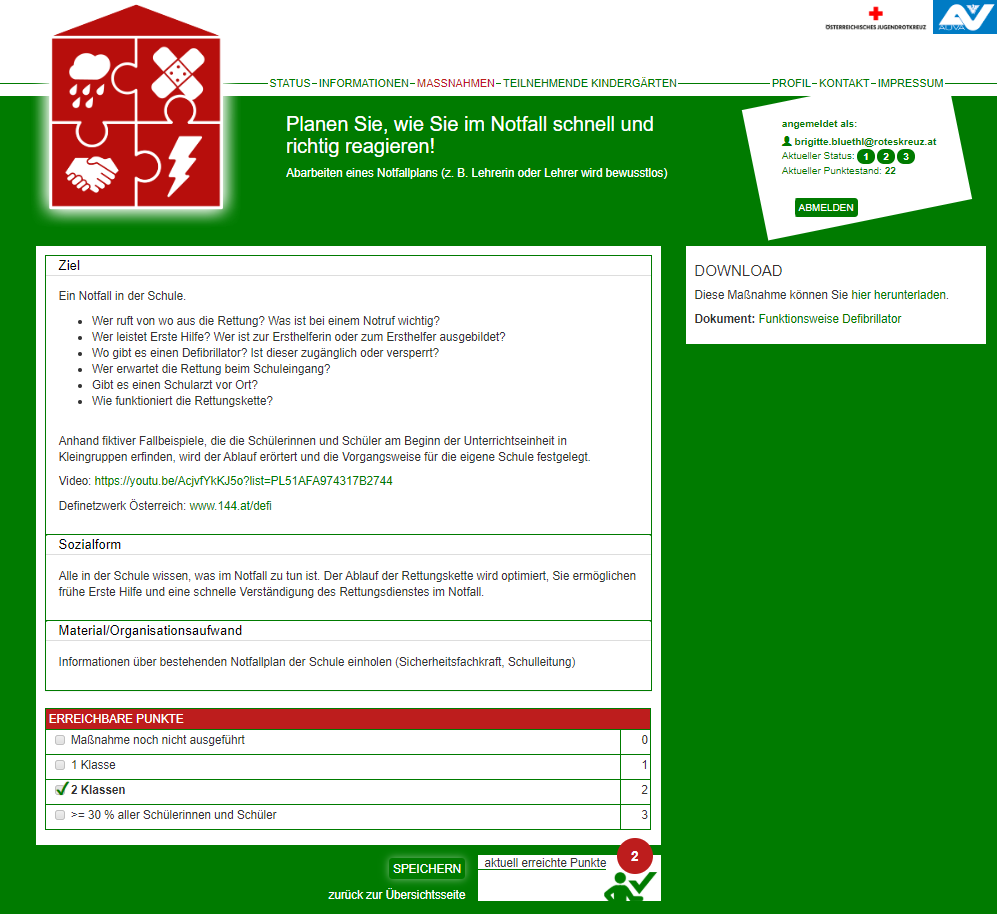 ÖSTERREICHISCHES JUGENDROTKREUZ
AUVA
STATUS – INFORMATIONEN – MASSNAHMEN – TEILNEHMENDE KINDERGÄRTEN
PROFIL – KONTAKT – IMPRESSUM
Planen Sie, wie Sie im Notfall schnell und
richtig reagieren!
Abarbeiten eines Notfallplans (z. B. Lehrerin oder Lehrer wird bewusstlos)
angemeldet als:
brigitte.bluethl@roteskreuz.at
Aktueller Status: 1 2 3
Aktueller Punktestand: 22
ABMELDEN
Ziel
Ein Notfall in der Schule.
• Wer ruft von wo aus die Rettung? Was ist bei einem Notruf wichtig?
• Wer leistet Erste Hilfe? Wer ist zur Ersthelferin oder zum Ersthelfer ausgebildet?
• Wo gibt es einen Defibrillator? Ist dieser zugänglich oder versperrt?
• Wer erwartet die Rettung beim Schuleingang?
• Gibt es einen Schularzt vor Ort?
• Wie funktioniert die Rettungskette?
Anhand fiktiver Fallbeispiele, die die Schülerinnen und Schüler am Beginn der Unterrichtseinheit in
Kleingruppen erfinden, wird der Ablauf erörtert und die Vorgangsweise für die eigene Schule festgelegt.
Video: https://youtu.be/AcjvfYkKJ5o?list=PL51AFA974317B2744
Definetzwerk Österreich: www.144.at/defi
Sozialform
Alle in der Schule wissen, was im Notfall zu tun ist. Der Ablauf der Rettungskette wird optimiert, Sie ermöglichen
frühe Erste Hilfe und eine schnelle Verständigung des Rettungsdienstes im Notfall.
Material/Organisationsaufwand
Informationen über bestehenden Notfallplan der Schule einholen (Sicherheitsfachkraft, Schulleitung)
DOWNLOAD
Diese Maßnahme können Sie hier herunterladen.
Dokument: Funktionsweise Defibrillator
ERREICHBARE PUNKTE
Maßnahme noch nicht ausgeführt 0
1 Klasse 1
2 Klassen 2
>= 30 % aller Schülerinnen und Schüler 3
SPEICHERN
zurück zur Übersichtsseite
aktuell erreichte Punkte 2